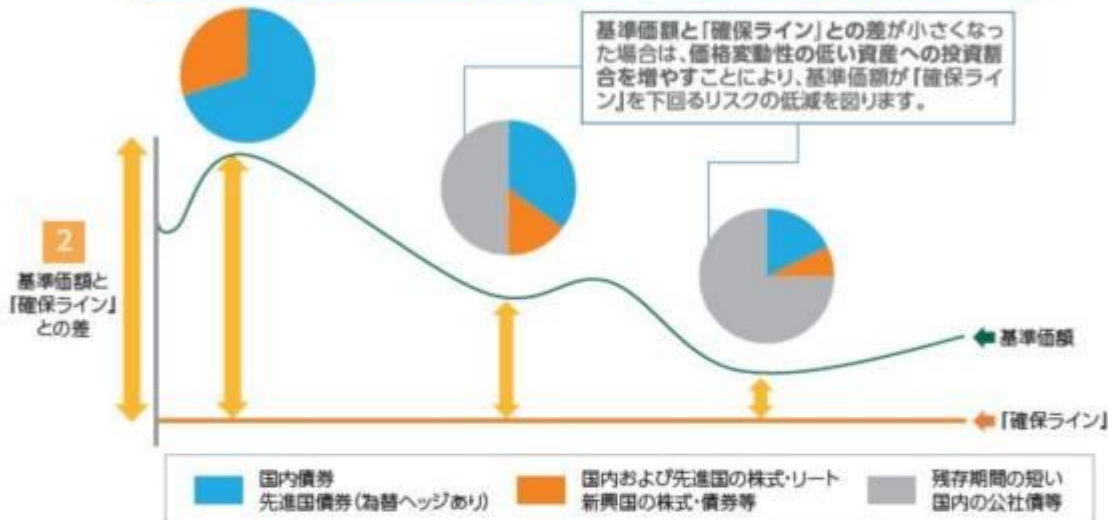 基準価額と「確保ライン」との差が小さくなっ
た場合は、価格変動性の低い資産への投資割
合を増やすことにより、基準価額が「確保ライ
ン」を下回るリスクの低減を図ります。
2
基準価額と
「確保ライン」
との差
基準価額
「確保ライン」
国内債券
先進国債券(為替ヘッジあり)
国内および先進国の株式・リート
新興国の株式・債券等
残存期間の短い
国内の公社債等